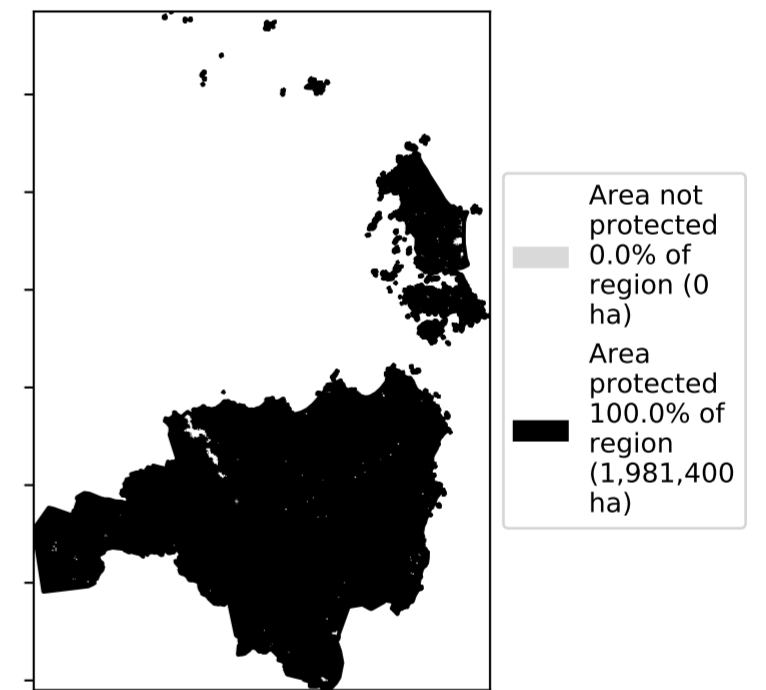 Area not
protected
0.0% of
region (0
ha)
Area
protected
100.0% of
region
(1,981,400
ha)